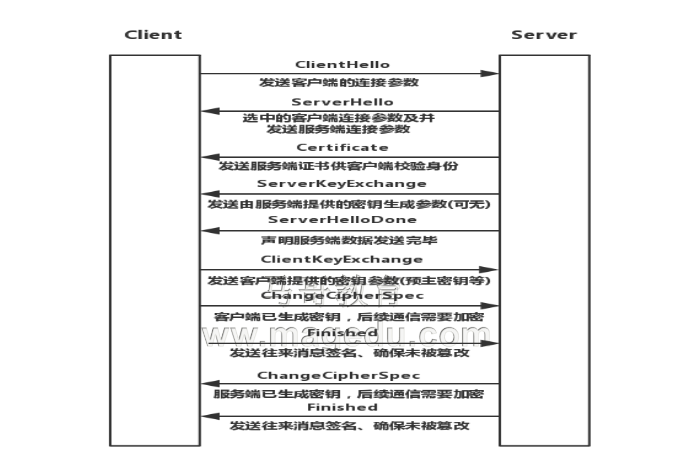 Client
Server
ClientHello
发送客户端的连接参数
ServerHello
选中的客户端连接参数及并
发送服务端连接参数
Certificate
发送服务端证书供客户端校验身份
ServerKeyExchange
发送由服务端提供的密钥生成参数(可无)
ServerHelloDone
声明服务端数据发送完毕
ClientKeyExchange
发送客户端提供的密钥参数(预主密钥等)
马哥教育
ChangeCipherSpec
客户端已生成密钥，后续通信需要加密
www.magedu.com
Finished
发送往来消息签名、确保未被篡改
ChangeCipherSpec
服务端已生成密钥，后续通信需要加密
Finished
发送往来消息签名、确保未被篡改